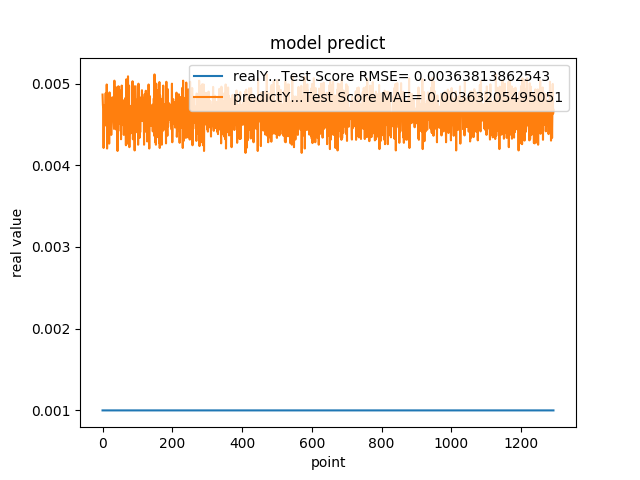 model predict
realY...Test Score RMSE= 0.00363813862543
predictY...Test Score MAE= 0.00363205495051
0.005
0.004
0.003
0.002
0.001
real value
0 200 400 600 800 1000 1200
point